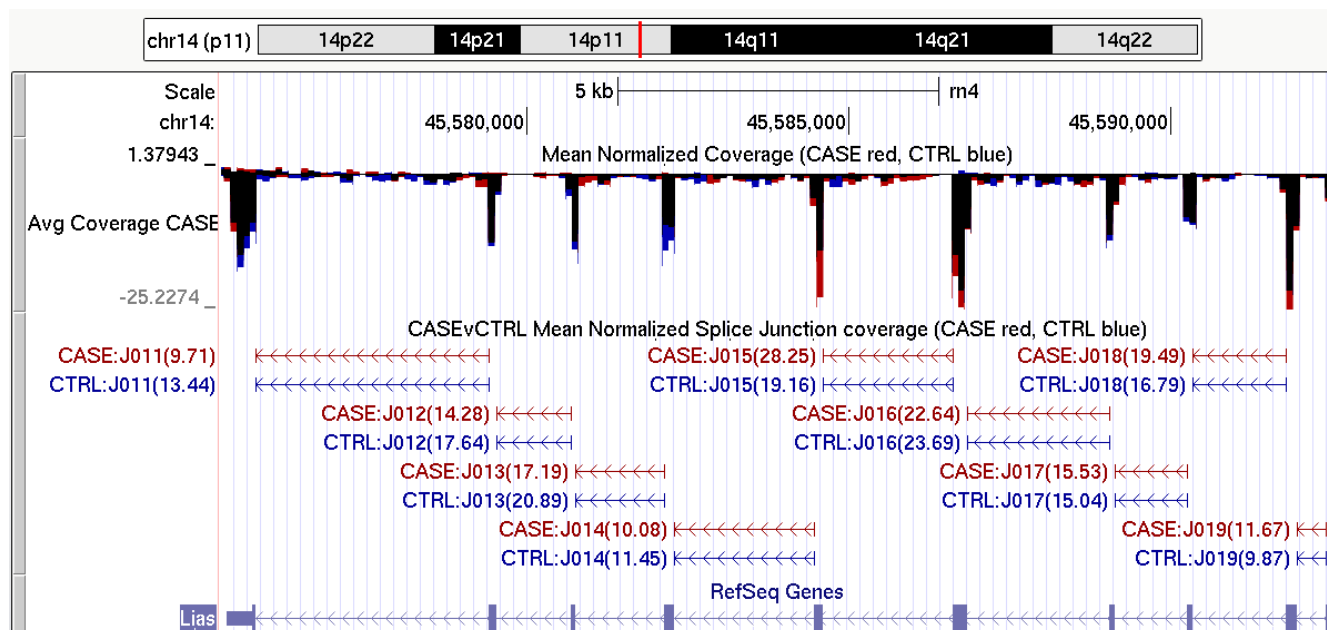 chr14 (p11) 14p22 14p21 14p11 14q11 14q21 14q22
Scale 5 kb rn4
chr14: 45,580,000 45,585,000 45,590,000
1.37943 _ Mean Normalized Coverage (CASE red, CTRL blue)
Avg Coverage CASE
-25.2274 _
CASEvCTRL Mean Normalized Splice Junction coverage (CASE red, CTRL blue)
CASE:J011(9.71) CASE:J015(28.25) CASE:J018(19.49)
CTRL:J011(13.44) CTRL:J015(19.16) CTRL:J018(16.79)
CASE:J012(14.28) CASE:J016(22.64)
CTRL:J012(17.64) CTRL:J016(23.69)
CASE:J013(17.19) CASE:J017(15.53)
CTRL:J013(20.89) CTRL:J017(15.04)
CASE:J014(10.08) CASE:J019(11.67)
CTRL:J014(11.45) CTRL:J019(9.87)
RefSeq Genes
Lias